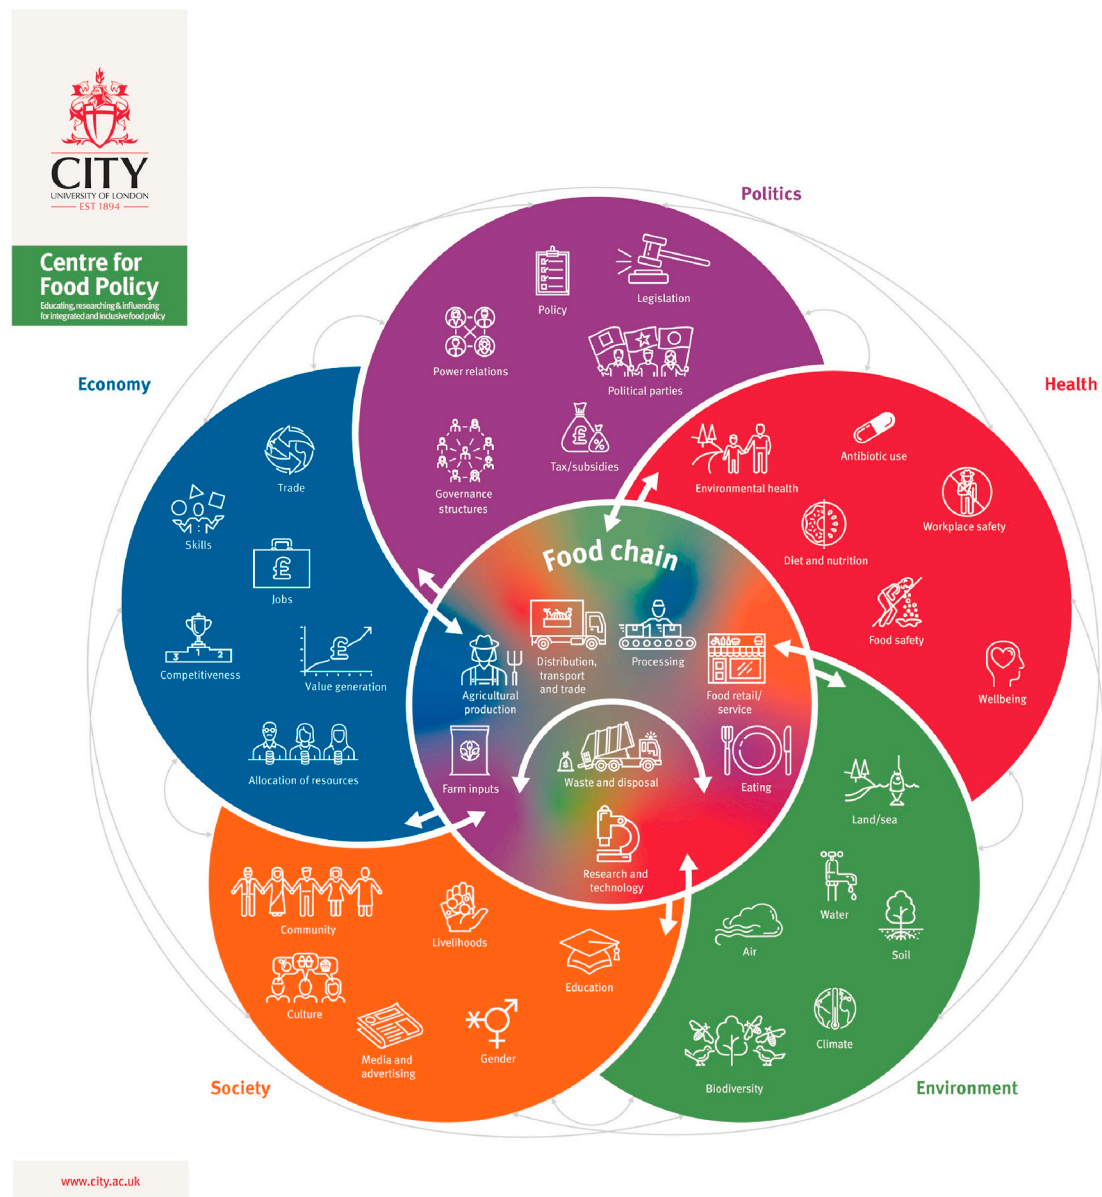 CITY
UNIVERSITY OF LONDON
EST 1894
Centre for
Food Policy
Educating, researching & influencing
for integrated and inclusive food policy
Politics
Policy
Legislation
Power relations
Political parties
Governance
structures
Tax/subsidies
Economy
Trade
Skills
£
Jobs
3 2
Competitiveness
£
Value generation
Allocation of resources
Health
Environmental health
Antibiotic use
Workplace safety
Diet and nutrition
Food safety
Wellbeing
Food chain
Agricultural
production
Distribution,
transport
and trade
Processing
Food retail/
service
Farm inputs
Waste and disposal
Eating
Research and
technology
£ %
Society
Community
Livelihoods
Education
Culture
Media and
advertising
Gender
Environment
Land/sea
Water
Soil
Air
Climate
Biodiversity
www.city.ac.uk